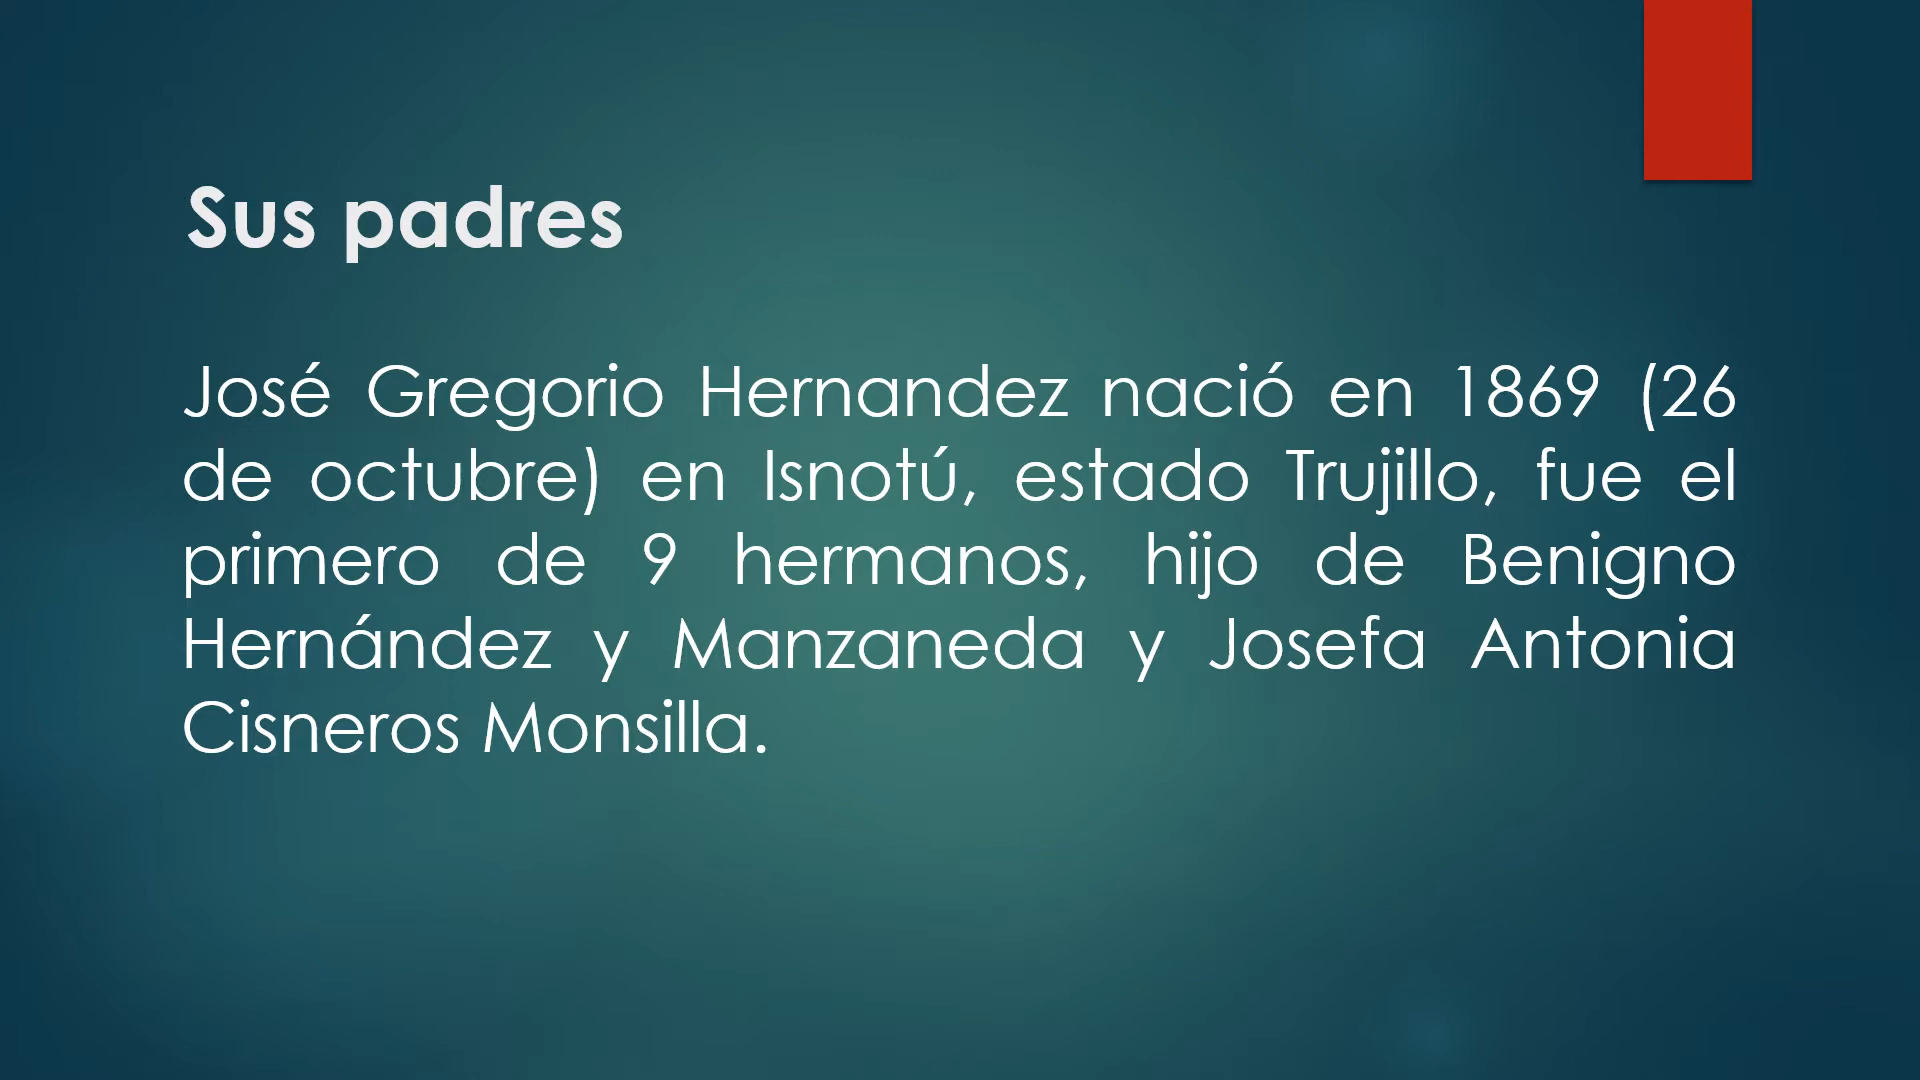 Sus padres
José Gregorio Hernandez nació en 1869 (26
de octubre) en Isnotú, estado Trujillo, fue el
primero de 9 hermanos, hijo de Benigno
Hernández y Manzaneda y Josefa Antonia
Cisneros Monsilla.